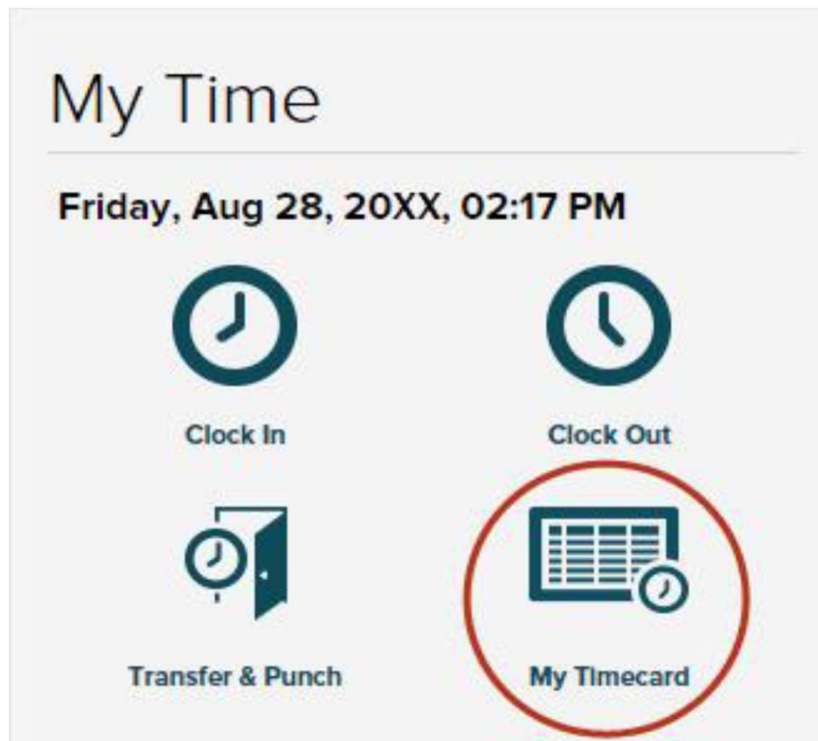 My Time
Friday, Aug 28, 20XX, 02:17 PM
Clock In
Clock Out
Transfer & Punch
My Timecard